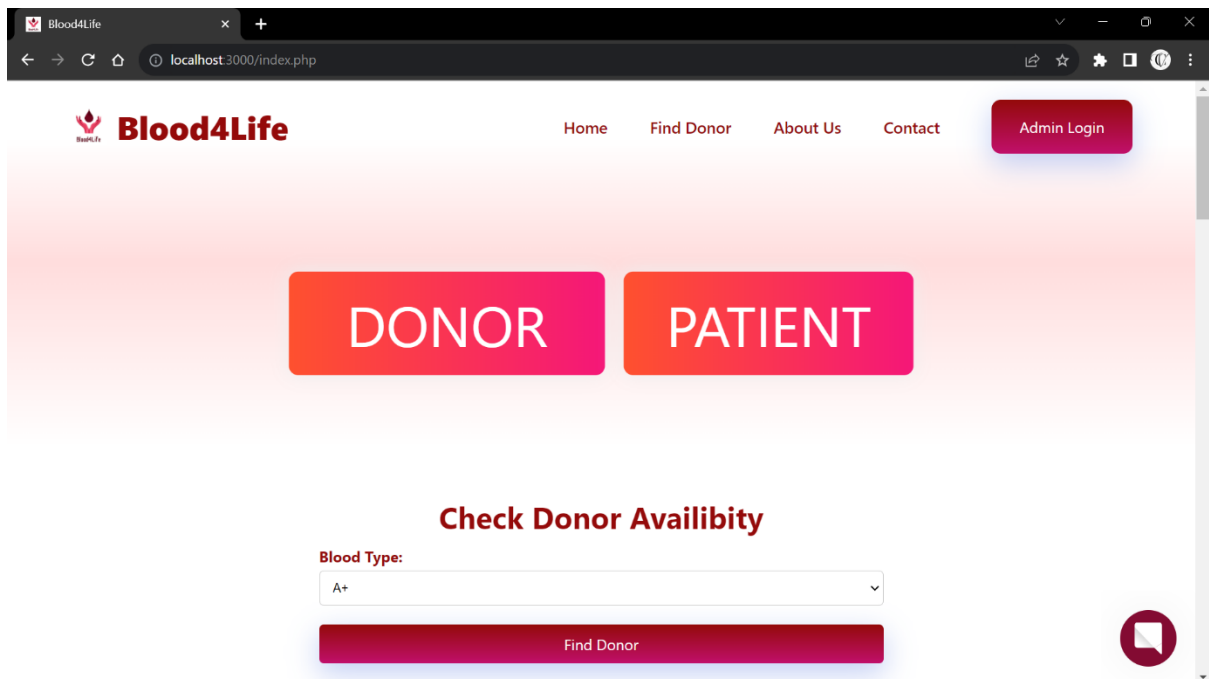 Blood4Life
localhost:3000/index.php
Blood4Life
Home Find Donor About Us Contact Admin Login
DONOR PATIENT
Check Donor Availibity
Blood Type:
A+
Find Donor